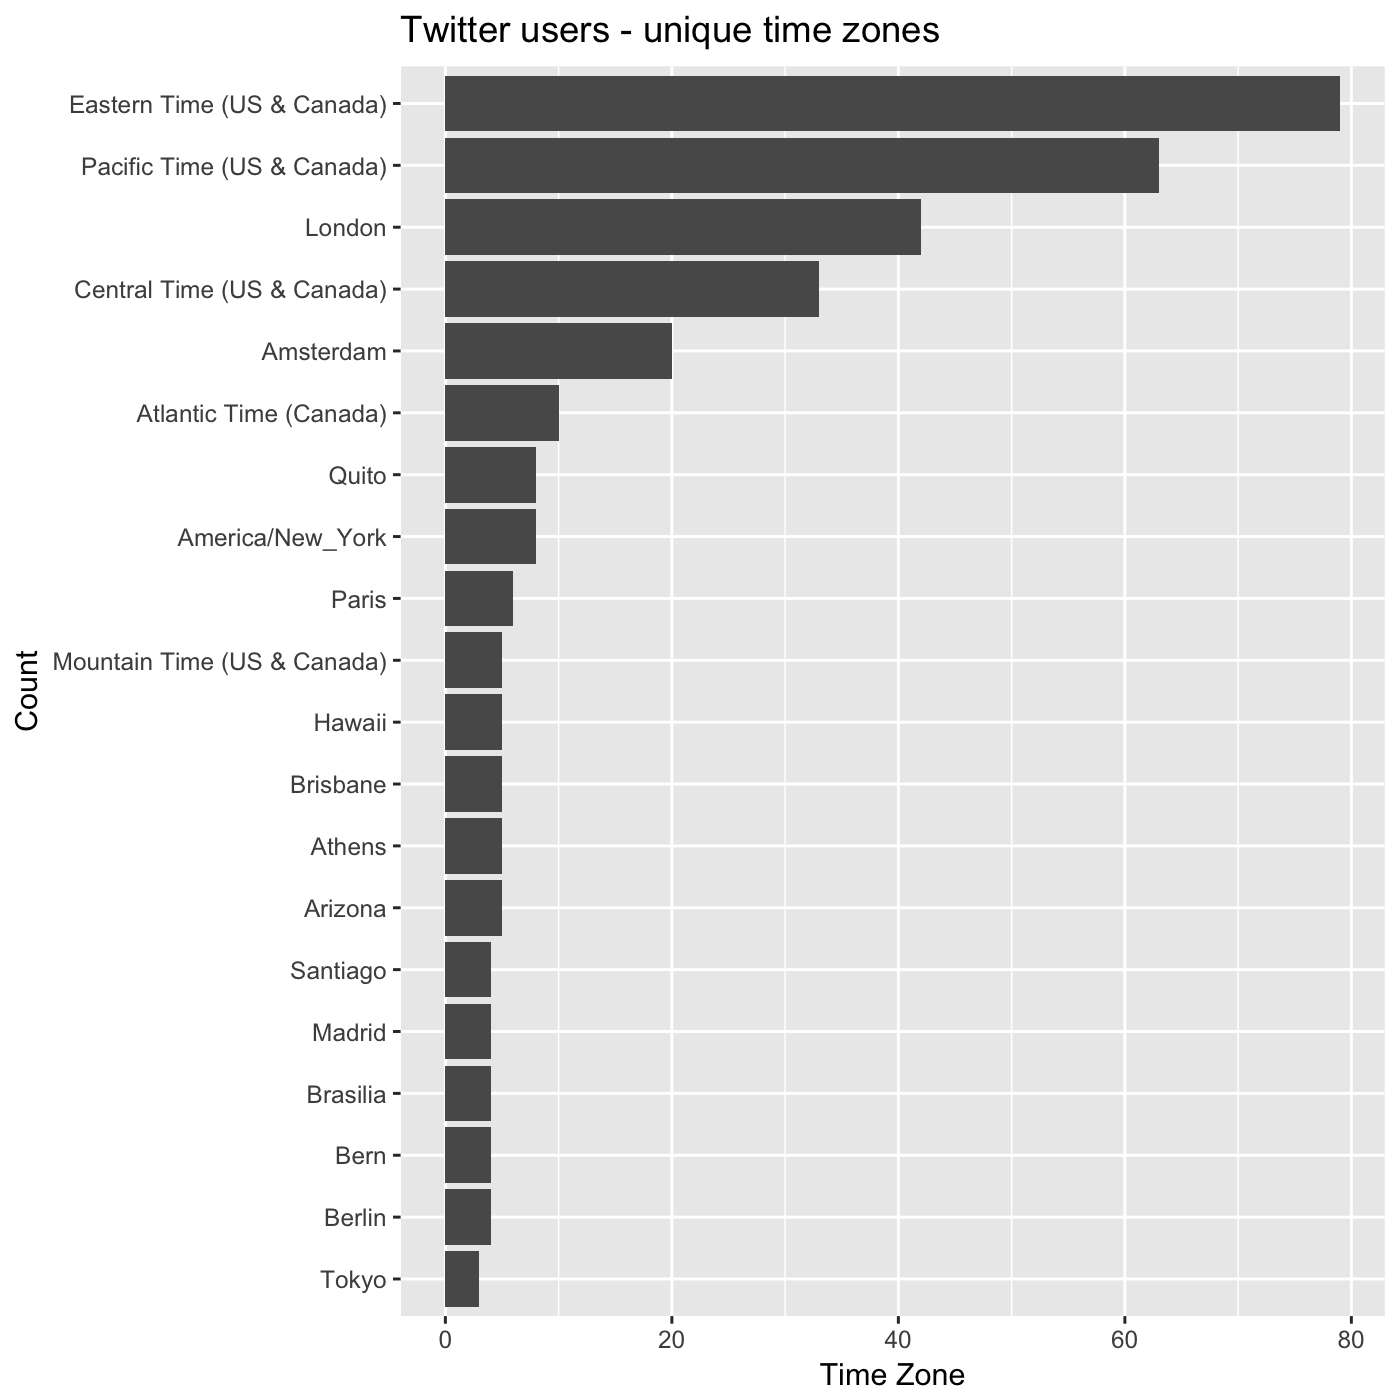 Twitter users - unique time zones
Eastern Time (US & Canada)
Pacific Time (US & Canada)
London
Central Time (US & Canada)
Amsterdam
Atlantic Time (Canada)
Quito
America/New_York
Paris
Mountain Time (US & Canada)
Hawaii
Brisbane
Athens
Arizona
Santiago
Madrid
Brasilia
Bern
Berlin
Tokyo
Count
0 20 40 60 80
Time Zone